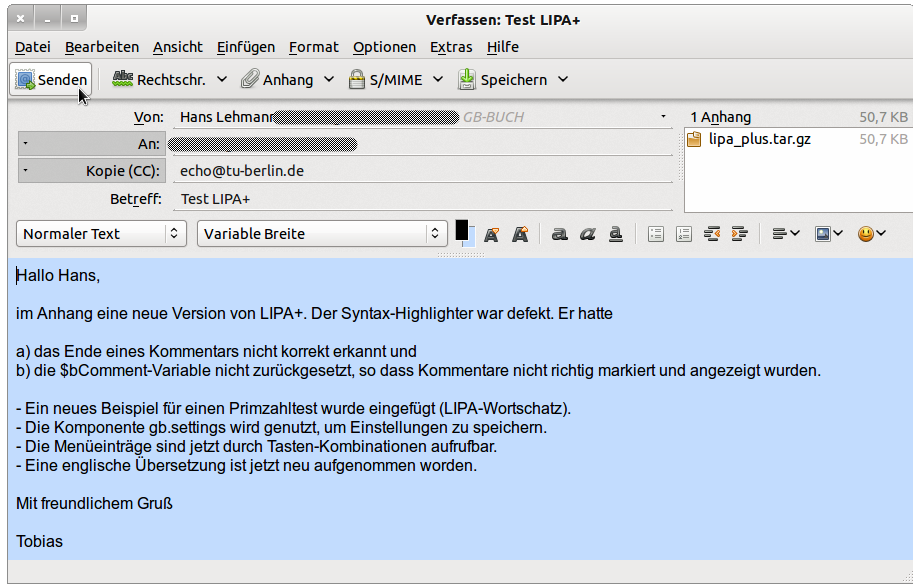 Verfassen: Test LIPA+
Datei Bearbeiten Ansicht Einfügen Format Optionen Extras Hilfe
Senden Abc Rechtschr. Anhang S/MIME Speichern
Von: Hans Lehmann GB-BUCH
1 Anhang 50,7 KB
An:
lipa_plus.tar.gz 50,7 KB
Kopie (CC): echo@tu-berlin.de
Betreff: Test LIPA+
Normaler Text Variable Breite A A a a a
Hallo Hans,
im Anhang eine neue Version von LIPA+. Der Syntax-Highlighter war defekt. Er hatte
a) das Ende eines Kommentars nicht korrekt erkannt und
b) die $bComment-Variable nicht zurückgesetzt, so dass Kommentare nicht richtig markiert und angezeigt wurden.
- Ein neues Beispiel für einen Primzahltest wurde eingefügt (LIPA-Wortschatz).
- Die Komponente gb.settings wird genutzt, um Einstellungen zu speichern.
- Die Menüeinträge sind jetzt durch Tasten-Kombinationen aufrufbar.
- Eine englische Übersetzung ist jetzt neu aufgenommen worden.
Mit freundlichem Gruß
Tobias